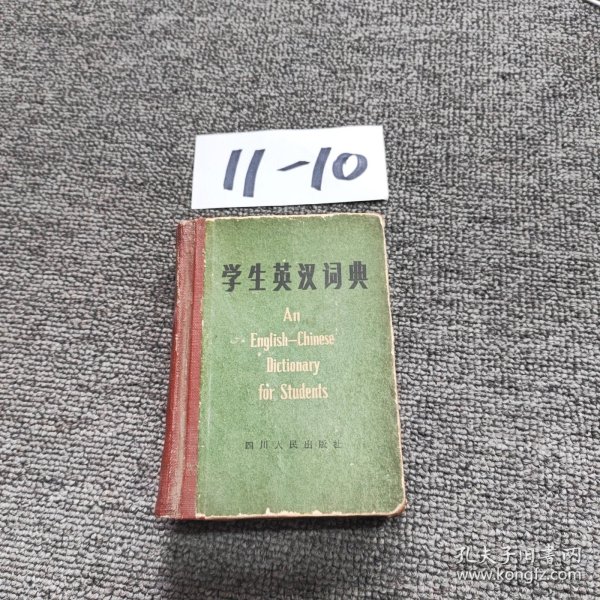 11-10
学生英汉词典
An
English-Chinese
Dictionary
for Students
四川人民出版社
孔夫子旧书网
www.kongfz.com